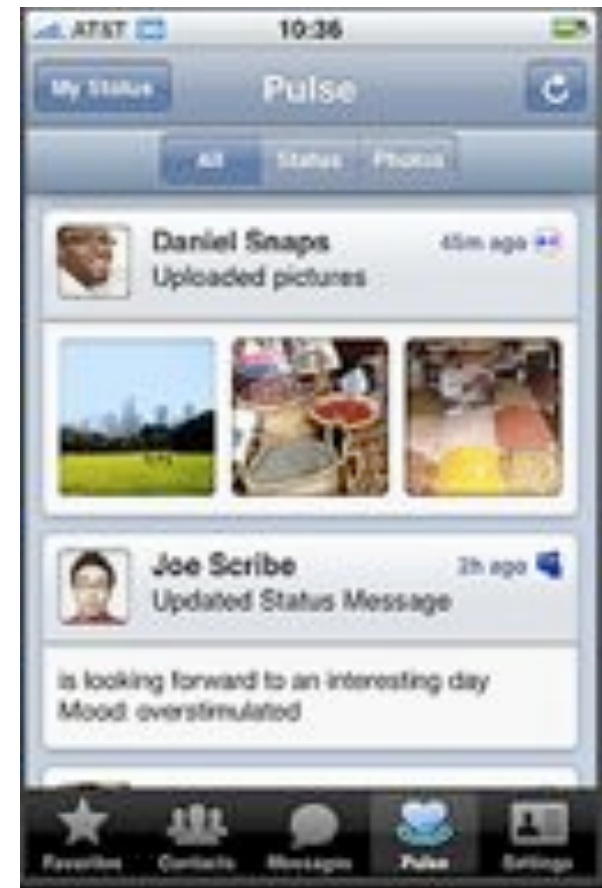 AT&T 10:36
My Status Pulse
All Status Photos
Daniel Snaps 45m ago
Uploaded pictures
Joe Scribe 2h ago
Updated Status Message
is looking forward to an interesting day
Mood: overstimulated
Favorites Contacts Messages Pulse Settings